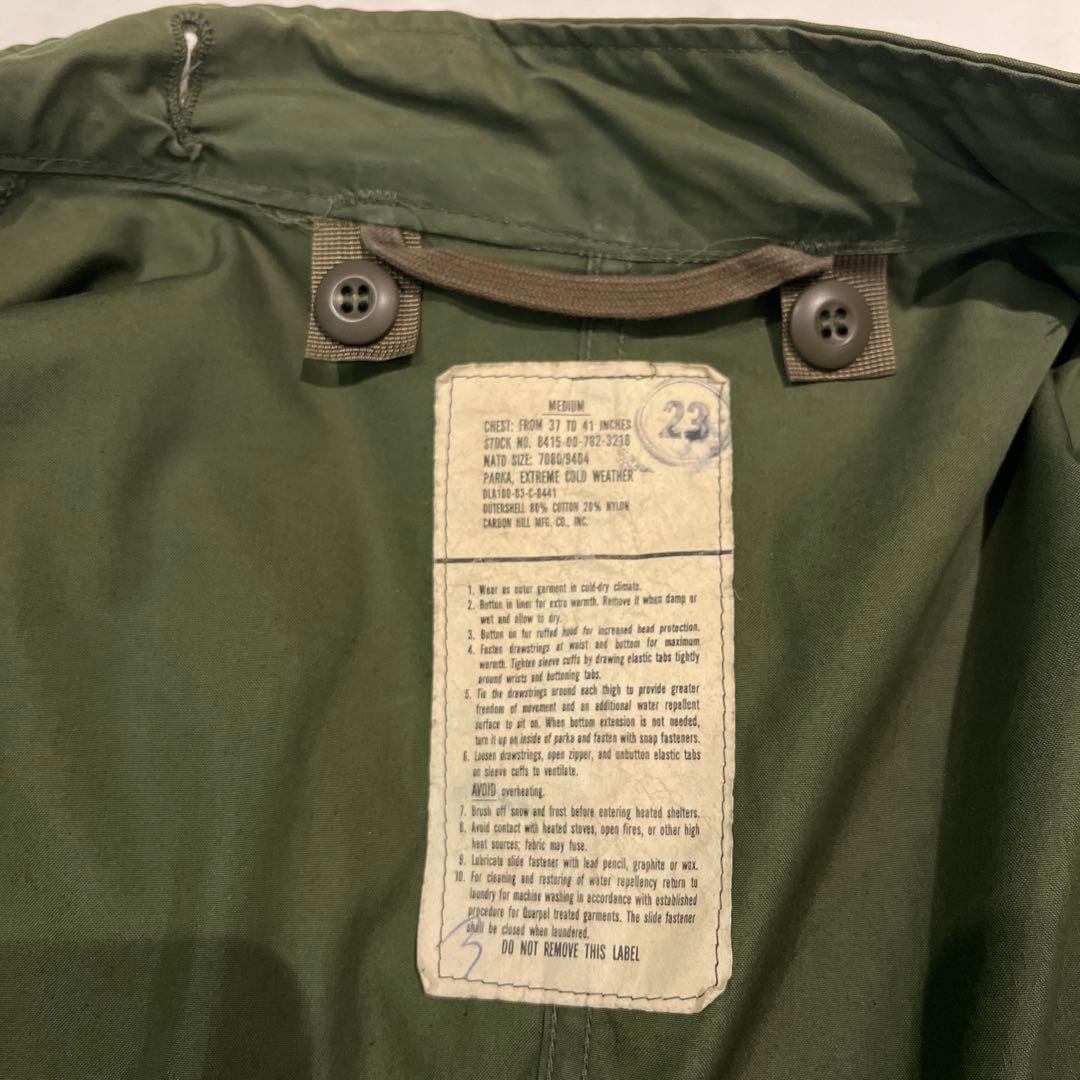 MEDIUM
23
CHEST: FROM 37 TO 41 INCHES
STOCK NO. 8415-00-782-3218
NATO SIZE: 7080/9404
PARKA, EXTREME COLD WEATHER
DLA100-83-C-0441
OUTERSHELL 80% COTTON 20% NYLON
CARBON HILL MFG. CO., INC.
1. Wear as outer garment in cold-dry climate.
2. Button in liner for extra warmth. Remove it when damp or
wet and allow to dry.
3. Button on fur ruffed hood for increased head protection.
4. Fasten drawstrings at waist and bottom for maximum
warmth. Tighten sleeve cuffs by drawing elastic tabs tightly
around wrists and buttoning tabs.
5. Tie the drawstrings around each thigh to provide greater
freedom of movement and an additional water repellent
surface to sit on. When bottom extension is not needed,
turn it up on inside of parka and fasten with snap fasteners.
6. Loosen drawstrings, open zipper, and unbutton elastic tabs
on sleeve cuffs to ventilate.
AVOID overheating.
7. Brush off snow and frost before entering heated shelters.
8. Avoid contact with heated stoves, open fires, or other high
heat sources; fabric may fuse.
9. Lubricate slide fastener with lead pencil, graphite or wax.
10. For cleaning and restoring of water repellency return to
laundry for machine washing in accordance with established
procedure for Quarpel treated garments. The slide fastener
shall be closed when laundered.
DO NOT REMOVE THIS LABEL